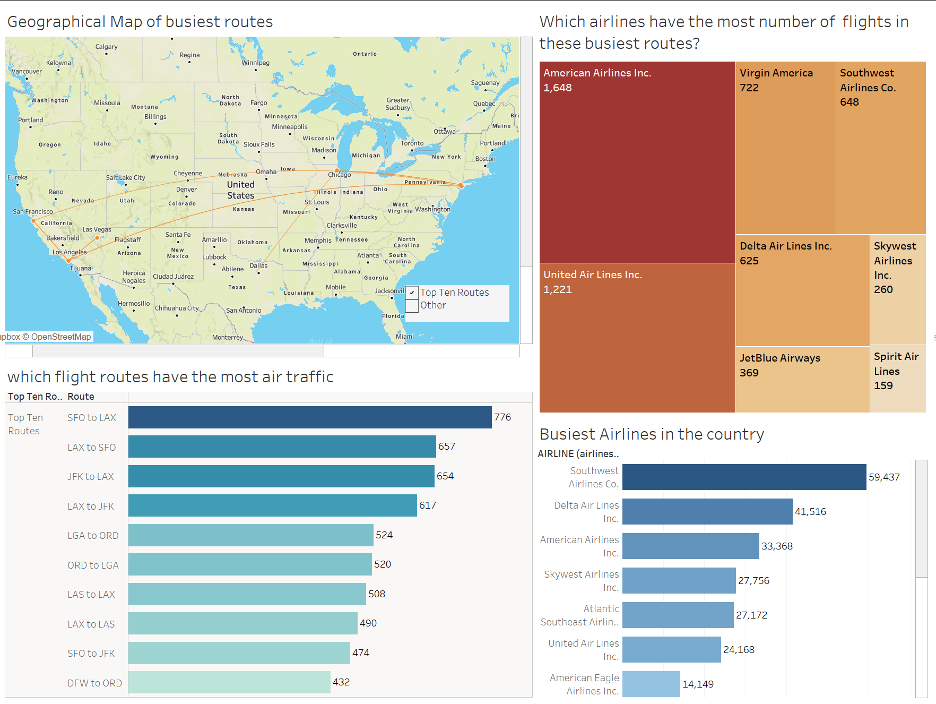 Geographical Map of busiest routes
Calgary
Regina
Ontario
Kelowna
Winnipeg
Vancouver
Saguenay
Washington
Missoula
Montana
North
Dakota
Fargo
Greater
Sudbury
Quebec
Portland
Billings
Minnesota
Minneapolis
Ottawa
Maine
Oregon
Idaho
South
Dakota
Sioux Falls
Wisconsin
Madison
Michigan
Toronto
New York
Portland
Boston
Wyoming
Eureka
Salt Lake City
Cheyenne
Nebraska
Omaha
Iowa
Chicago
Pennsylvania
Reno
Nevada
Utah
Denver
Colorado
United
States
Kansas
Illinois
Indiana
Ohio
St. Louis
Missouri
West
Virginia
Washington
San Francisco
California
Las Vegas
Kentucky
Clarksville
Bakersfield
Flagstaff
Arizona
Santa Fe
New
Mexico
Amarillo
Oklahoma
Memphis
Tennessee
North
Carolina
Los Angeles
Lubbock
Arkansas
Atlanta
South
Carolina
Tijuana
Heroica
Nogales
Ciudad Juárez
Abilene
Dallas
Mississippi
Alabama
Georgia
Texas
Louisiana
Mobile
Jacksonvil
Hermosillo
Chihuahua City
San Antonio
Florida
Monterrey
Miami
Top Ten Routes
Other
pbox © OpenStreetMap
which flight routes have the most air traffic
Top Ten Ro.. Route
Top Ten
Routes
SFO to LAX 776
LAX to SFO 657
JFK to LAX 654
LAX to JFK 617
LGA to ORD 524
ORD to LGA 520
LAS to LAX 508
LAX to LAS 490
SFO to JFK 474
DFW to ORD 432
Which airlines have the most number of flights in
these busiest routes?
American Airlines Inc.
1,648
United Air Lines Inc.
1,221
Virgin America
722
Southwest
Airlines Co.
648
Delta Air Lines Inc.
625
Skywest
Airlines
Inc.
260
JetBlue Airways
369
Spirit Air
Lines
159
Busiest Airlines in the country
AIRLINE (airlines..
Southwest
Airlines Co.
59,437
Delta Air Lines
Inc.
41,516
American Airlines
Inc.
33,368
Skywest Airlines
Inc.
27,756
Atlantic
Southeast Airlin..
27,172
United Air Lines
Inc.
24,168
American Eagle
Airlines Inc.
14,149